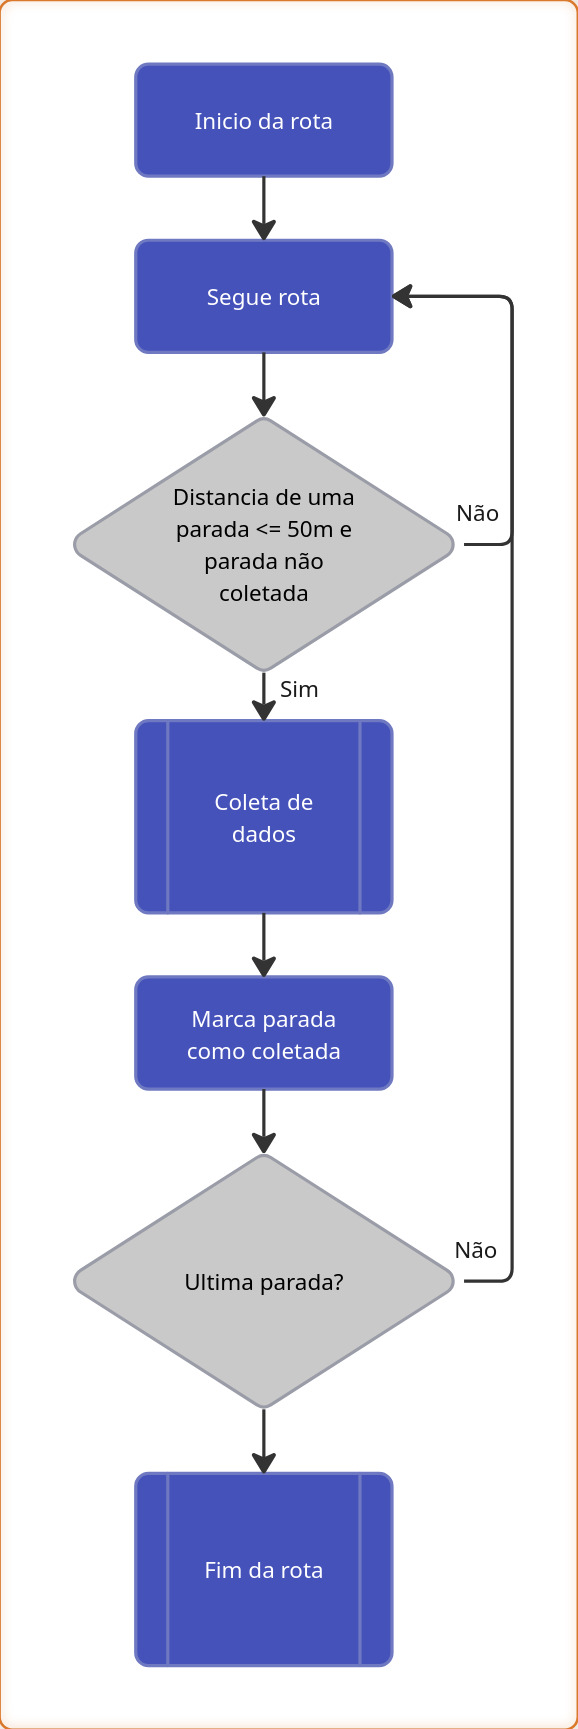 Inicio da rota
Segue rota
Distancia de uma
parada <= 50m e
parada não
coletada
Não
Sim
Coleta de
dados
Marca parada
como coletada
Não
Ultima parada?
Fim da rota